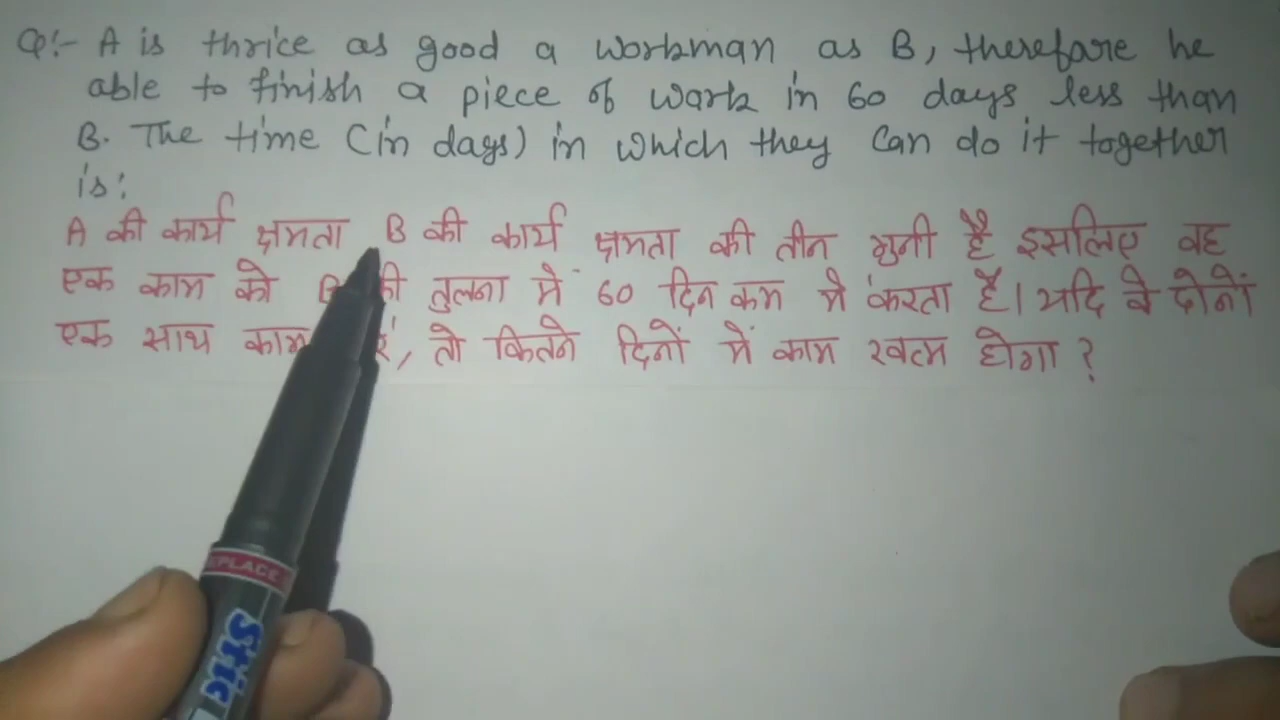 Q:- A is thrice as good a workman as B, therefore he
able to finish a piece of work in 60 days less than
B. The time (in days) in which they can do it together
is:
A की कार्य क्षमता B की कार्य क्षमता की तीन गुनी है इसलिए वह
एक काम को B की तुलना में 60 दिन कम मे करता है। यदि वे दोनों
एक साथ काम, तो कितने दिनों में काम खत्म होगा ?
REPLACE
Stic